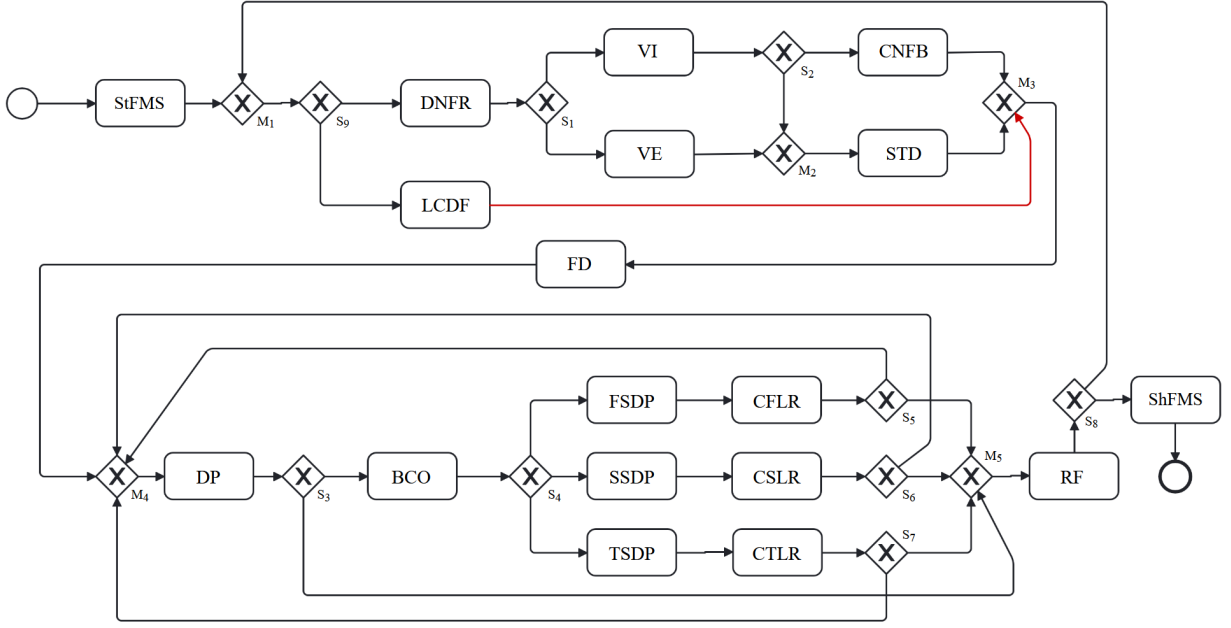 VI
CNFB
S2
M3
StFMS
M1
S9
DNFR
S1
VE
M2
STD
LCDF
FD
FSDP
CFLR
S5
S8
ShFMS
M4
DP
S3
BCO
S4
SSDP
CSLR
S6
M5
RF
TSDP
CTLR
S7